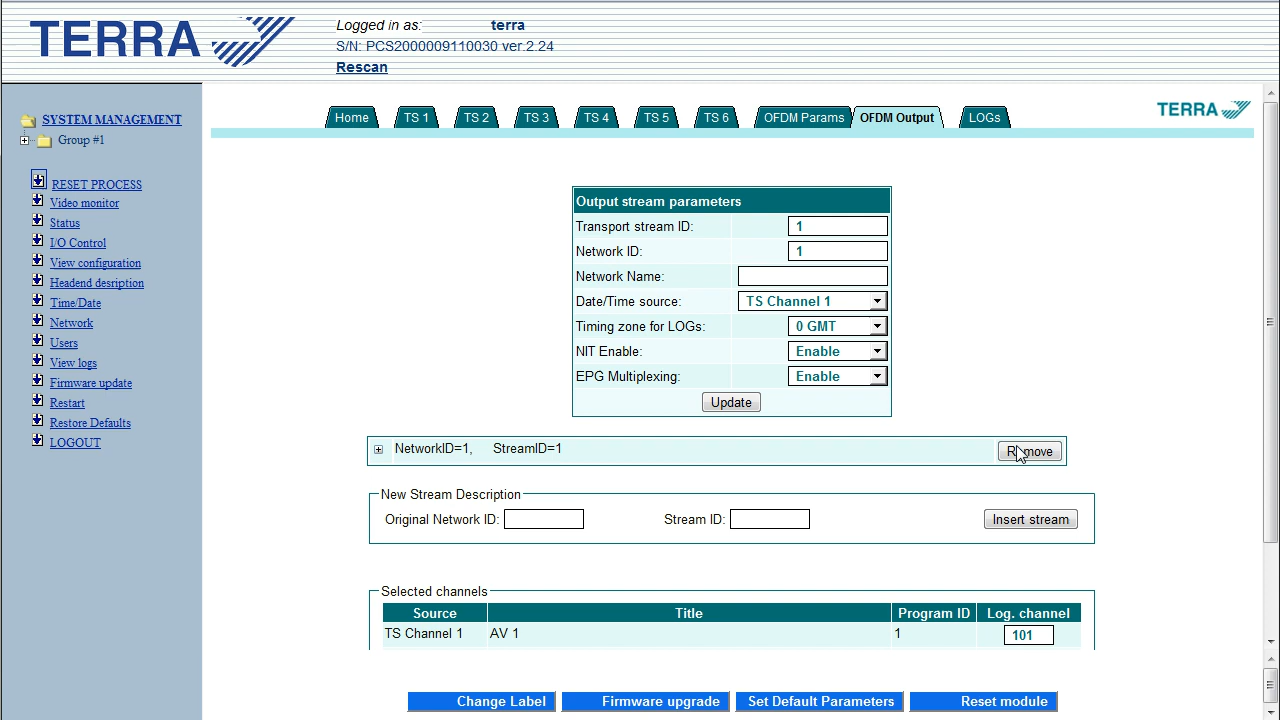 TERRA
Logged in as: terra
S/N: PCS2000009110030 ver 2.24
Rescan
SYSTEM MANAGEMENT
Group #1
RESET PROCESS
Video monitor
Status
I/O Control
View configuration
Headend desription
Time/Date
Network
Users
View logs
Firmware update
Restart
Restore Defaults
LOGOUT
Home TS 1 TS 2 TS 3 TS 4 TS 5 TS 6 OFDM Params OFDM Output LOGs
TERRA
Output stream parameters
Transport stream ID: 1
Network ID: 1
Network Name:
Date/Time source: TS Channel 1
Timing zone for LOGs: 0 GMT
NIT Enable: Enable
EPG Multiplexing: Enable
Update
NetworkID=1, StreamID=1 Remove
New Stream Description
Original Network ID: Stream ID: Insert stream
Selected channels
Source Title Program ID Log. channel
TS Channel 1 AV 1 1 101
Change Label Firmware upgrade Set Default Parameters Reset module